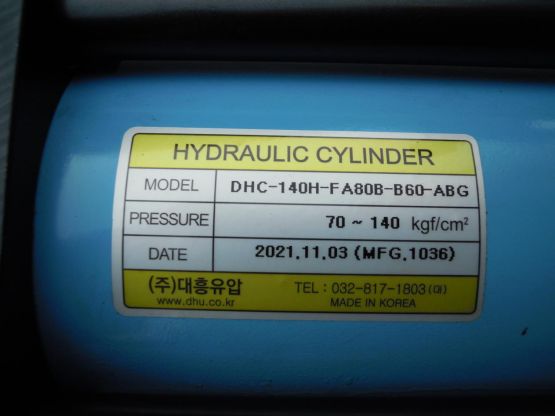 HYDRAULIC CYLINDER
MODEL DHC-140H-FA80B-B60-ABG
PRESSURE 70 ~ 140 kgf/cm²
DATE 2021.11.03 (MFG.1036)
(주)대흥유압 TEL : 032-817-1803 (대)
www.dhu.co.kr MADE IN KOREA